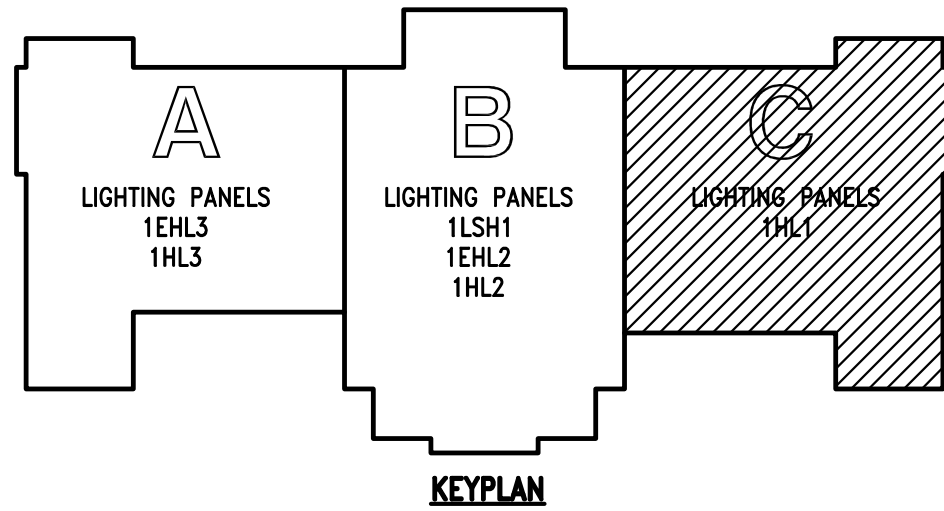 A
LIGHTING PANELS
1EHL3
1HL3
B
LIGHTING PANELS
1LSH1
1EHL2
1HL2
C
LIGHTING PANELS
1HL1
KEYPLAN